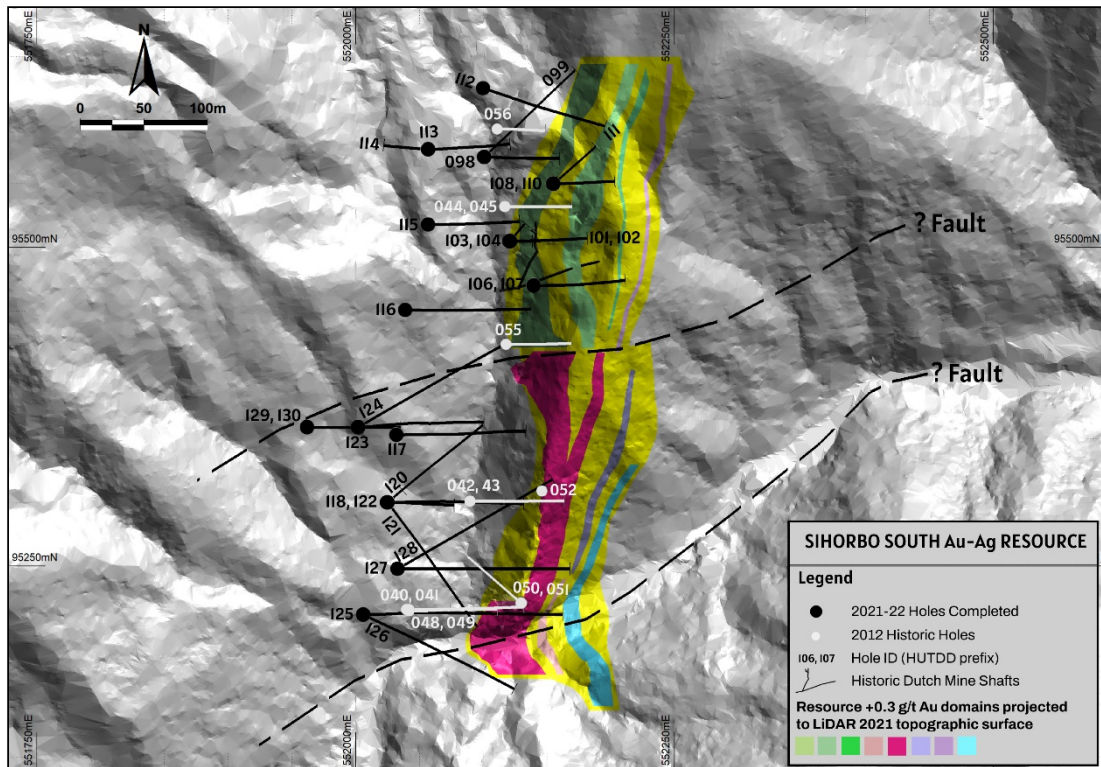 551750mE
552000mE
552250mE
552500mE
N
0 50 100m
112
099
056
111
114
113
098
108, 110
044, 045
115
103, 104
101, 102
95500mN
95500mN
? Fault
106, 107
116
055
? Fault
129, 130
124
123
117
120
118, 122
042, 43
052
121
128
127
95250mN
040, 041
050, 051
048, 049
125
126
SIHORBO SOUTH Au-Ag RESOURCE
Legend
2021-22 Holes Completed
2012 Historic Holes
106, 107 Hole ID (HUTDD prefix)
Historic Dutch Mine Shafts
Resource +0.3 g/t Au domains projected
to LiDAR 2021 topographic surface
551750mE
552000mE
552250mE